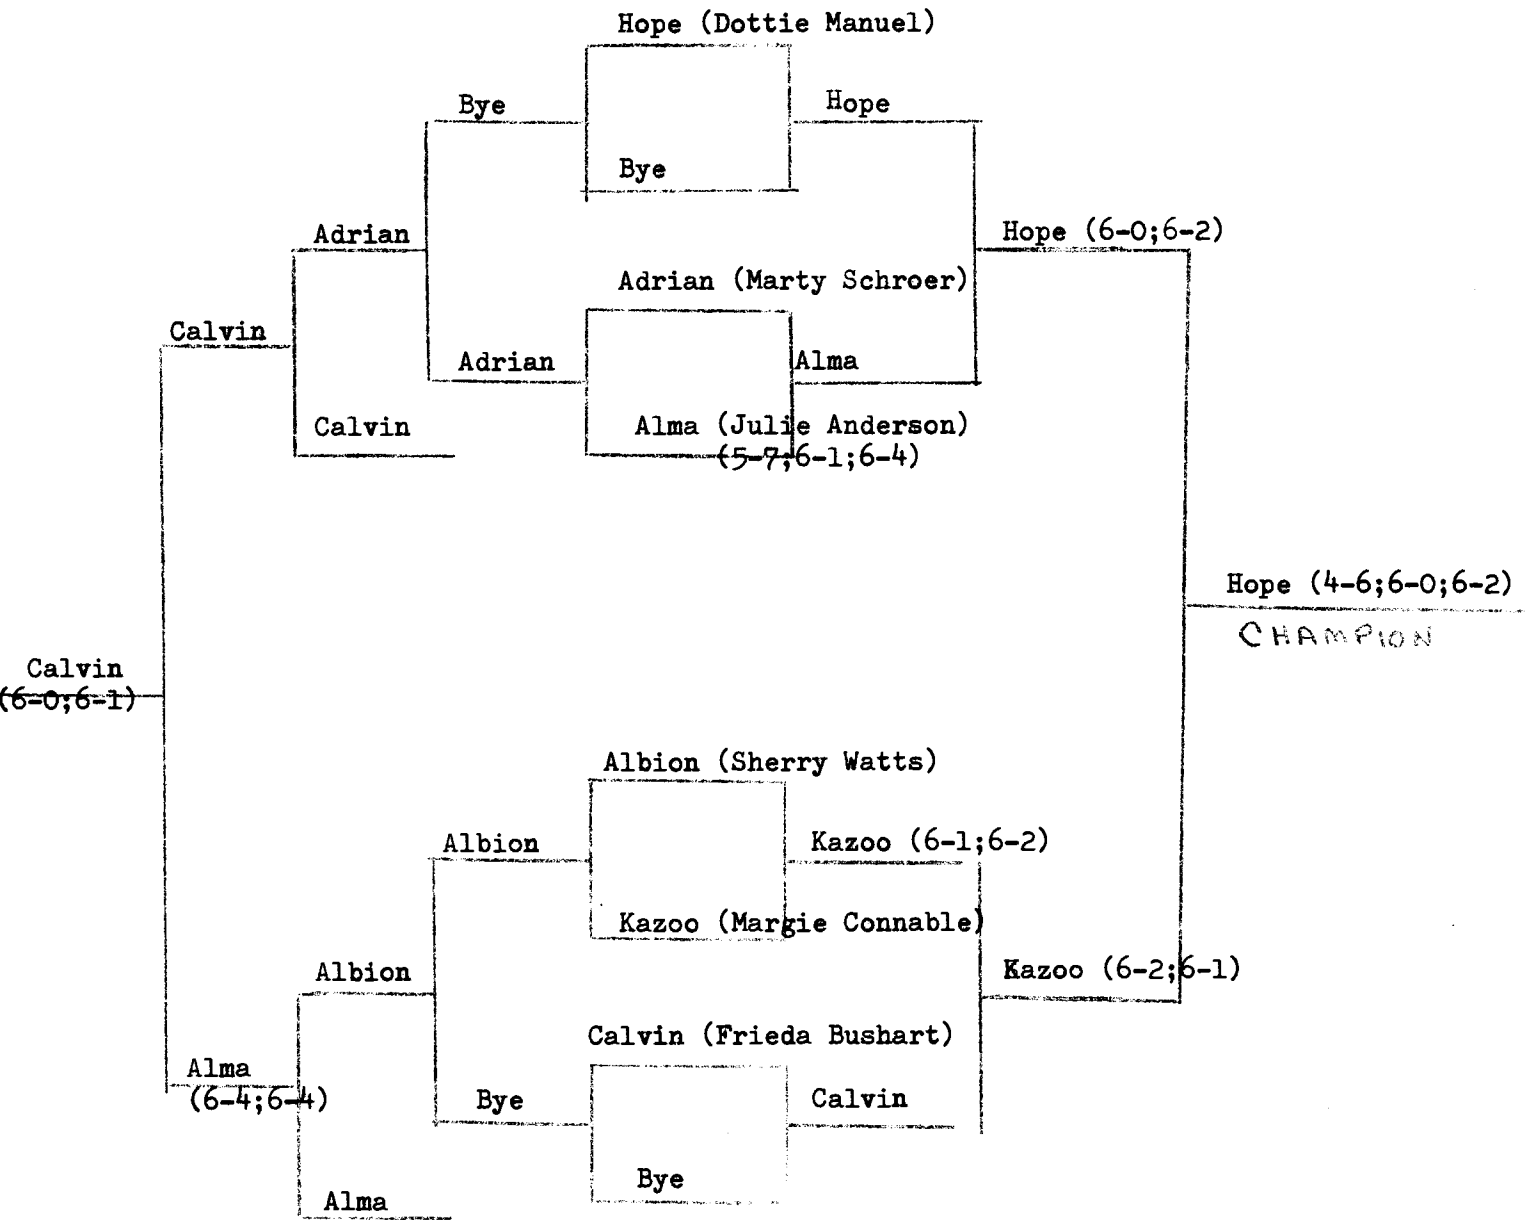 Hope (Dottie Manuel)
Bye
Hope
Bye
Adrian
Hope (6-0;6-2)
Adrian (Marty Schroer)
Calvin
Adrian
Alma
Calvin
Alma (Julie Anderson)
(5-7;6-1;6-4)
Hope (4-6;6-0;6-2)
CHAMPION
Calvin
(6-0;6-1)
Albion (Sherry Watts)
Albion
Kazoo (6-1;6-2)
Kazoo (Margie Connable)
Albion
Kazoo (6-2;6-1)
Calvin (Frieda Bushart)
Alma
(6-4;6-4)
Bye
Calvin
Bye
Alma